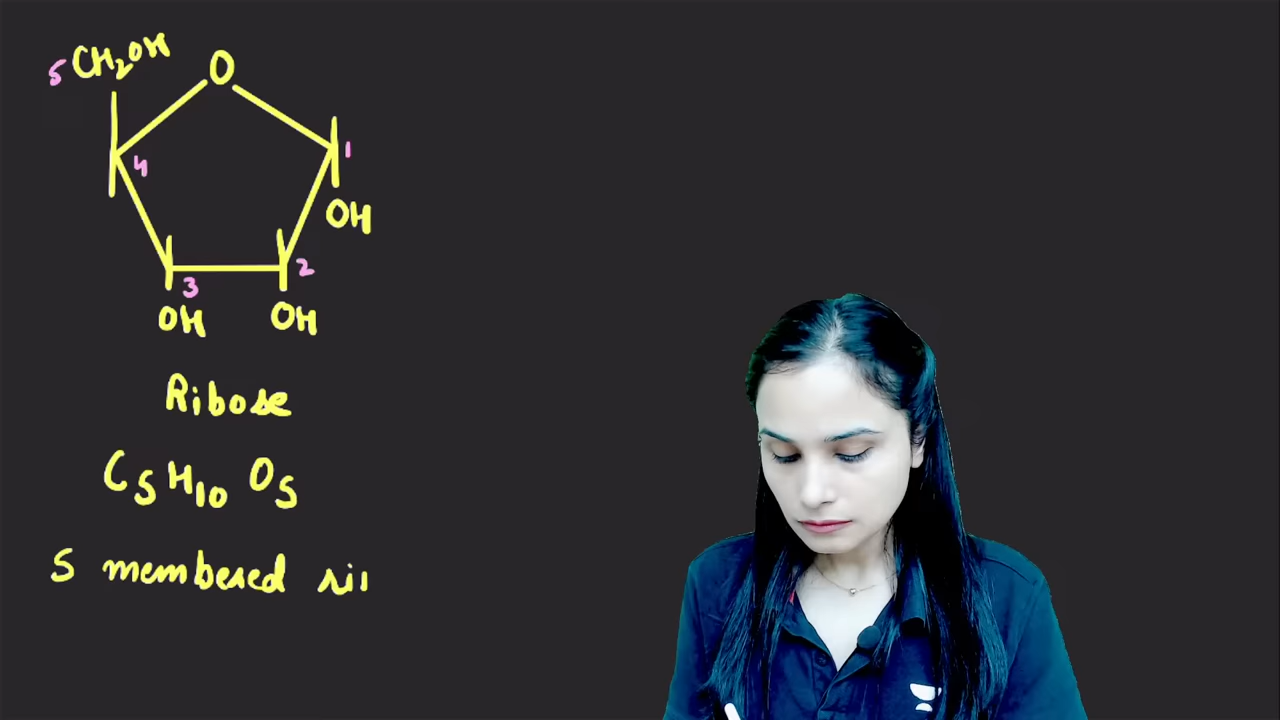 5 CH2OH O
4 1
OH
3 2
OH OH
Ribose
C5H10O5
5 membered